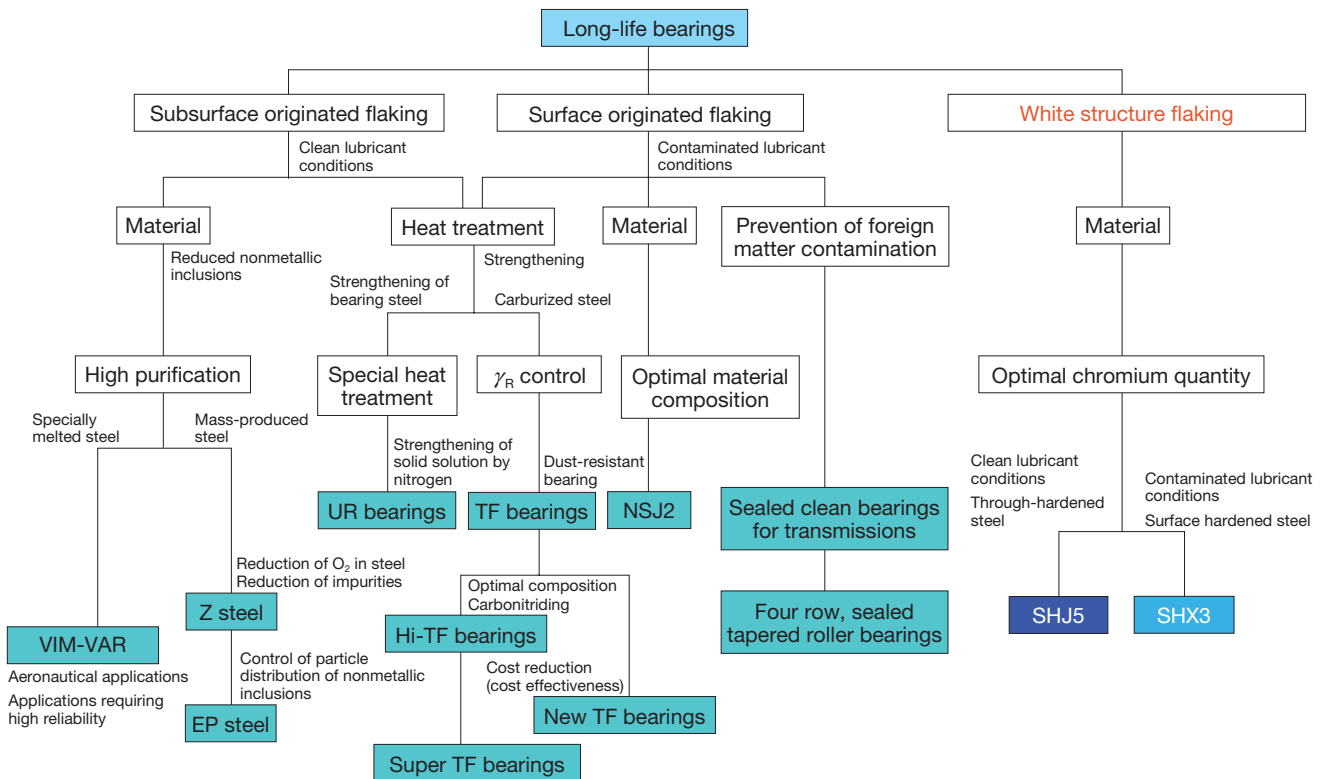 Long-life bearings
Subsurface originated flaking
Surface originated flaking
White structure flaking
Clean lubricant
conditions
Contaminated lubricant
conditions
Material
Heat treatment
Material
Prevention of foreign
matter contamination
Material
Reduced nonmetallic
inclusions
Strengthening
Strengthening of
bearing steel
Carburized steel
High purification
Special heat
treatment
γR control
Optimal material
composition
Optimal chromium quantity
Specially
melted steel
Mass-produced
steel
Strengthening of
solid solution by
nitrogen
Dust-resistant
bearing
UR bearings
TF bearings
NSJ2
Sealed clean bearings
for transmissions
Clean lubricant
conditions
Through-hardened
steel
Contaminated lubricant
conditions
Surface hardened steel
Reduction of O2 in steel
Reduction of impurities
Z steel
Optimal composition
Carbonitriding
Hi-TF bearings
Four row, sealed
tapered roller bearings
SHJ5
SHX3
VIM-VAR
Aeronautical applications
Applications requiring
high reliability
Control of particle
distribution of nonmetallic
inclusions
EP steel
Cost reduction
(cost effectiveness)
New TF bearings
Super TF bearings